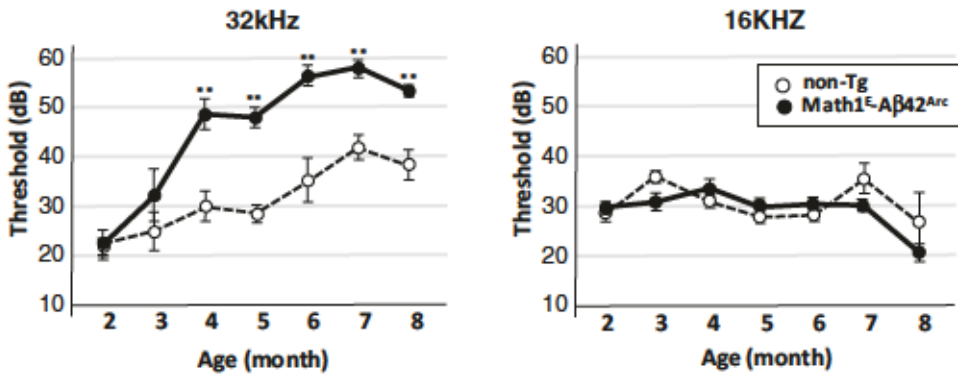 32kHz
Threshold (dB)
60
50
40
30
20
10
** ** ** ** **
2 3 4 5 6 7 8
Age (month)
16KHZ
Threshold (dB)
60
50
40
30
20
10
non-Tg
Math1ᴱ-Aβ42ᴬʳᶜ
2 3 4 5 6 7 8
Age (month)